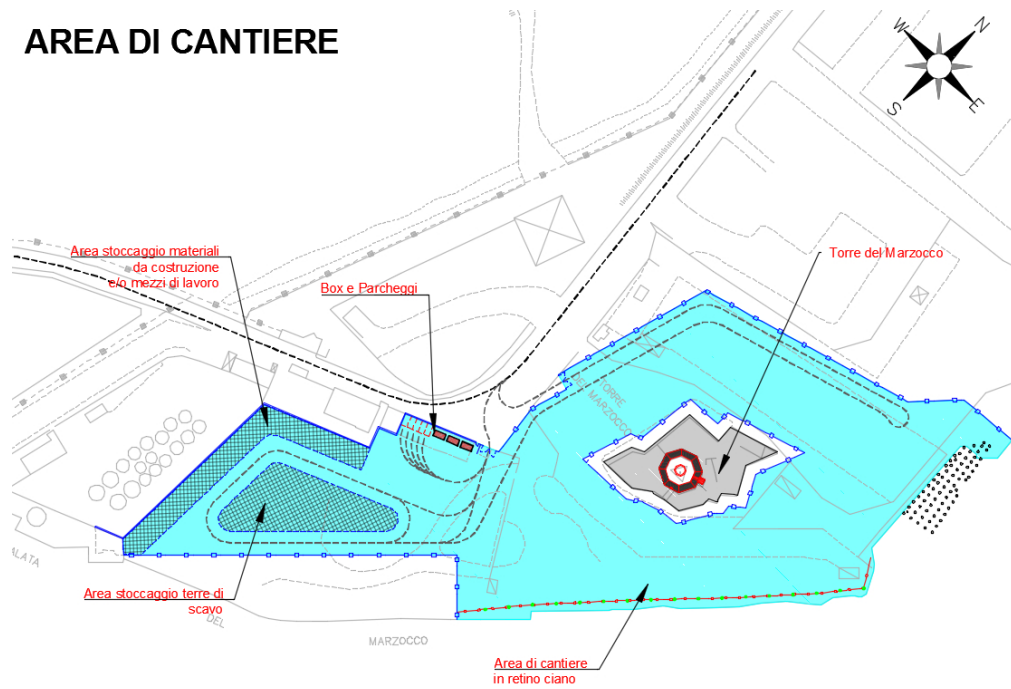 AREA DI CANTIERE
W
N
S
E
Area stoccaggio materiali
da costruzione
e/o mezzi di lavoro
Box e Parcheggi
Torre del Marzocco
TORRE
DEL
MARZOCCO
Area stoccaggio terre di
scavo
ALATA
DEL
MARZOCCO
Area di cantiere
in retino ciano